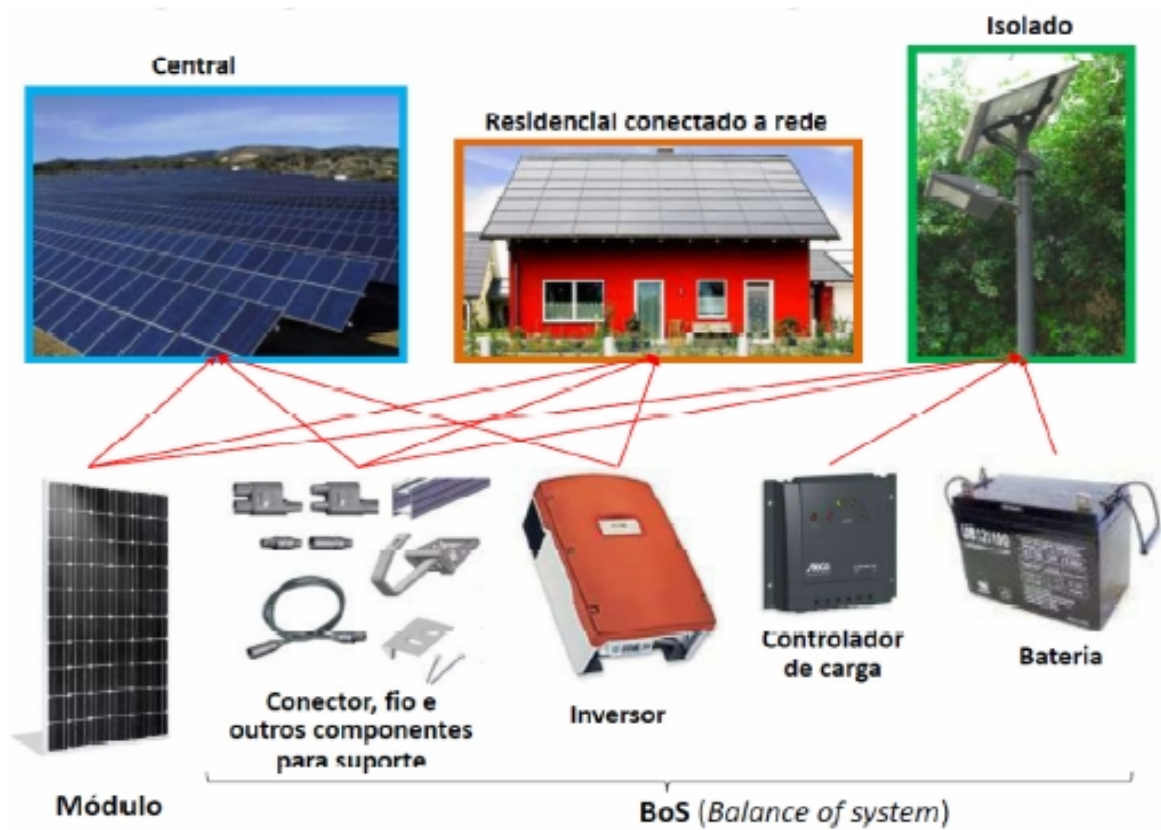 Isolado
Central
Residencial conectado a rede
Controlador
de carga
Bateria
Inversor
Conector, fio e
outros componentes
para suporte
Módulo
BoS (Balance of system)